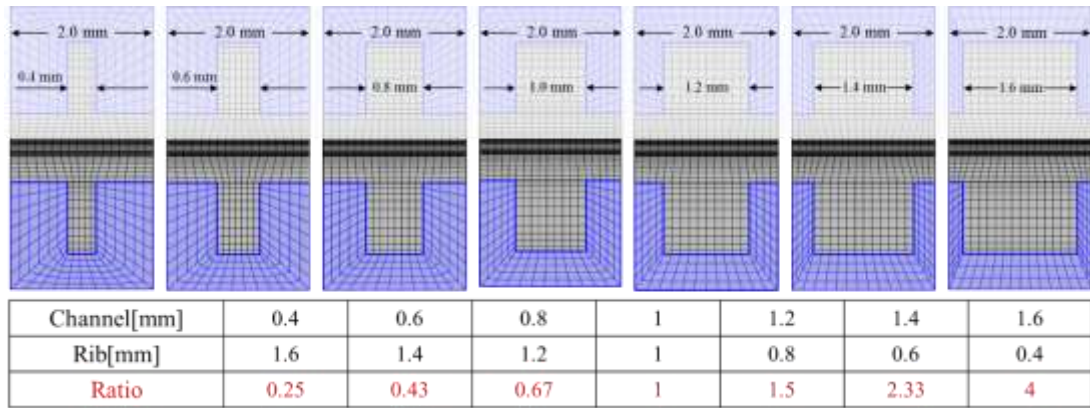 2.0 mm 2.0 mm 2.0 mm 2.0 mm 2.0 mm 2.0 mm 2.0 mm
0.4 mm 0.6 mm 0.8 mm 1.0 mm 1.2 mm 1.4 mm 1.6 mm
Channel[mm] 0.4 0.6 0.8 1 1.2 1.4 1.6
Rib[mm] 1.6 1.4 1.2 1 0.8 0.6 0.4
Ratio 0.25 0.43 0.67 1 1.5 2.33 4